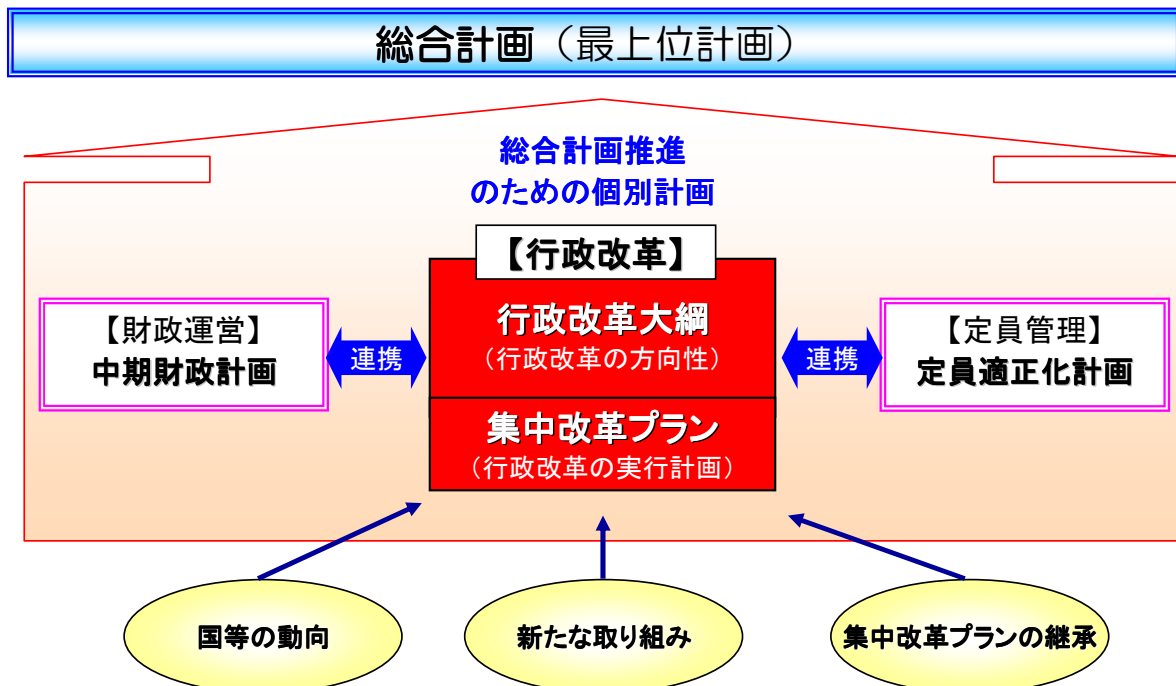 総合計画（最上位計画）
総合計画推進
のための個別計画
【行政改革】
行政改革大綱
（行政改革の方向性）
集中改革プラン
（行政改革の実行計画）
【財政運営】
中期財政計画
連携
連携
【定員管理】
定員適正化計画
国等の動向
新たな取り組み
集中改革プランの継承